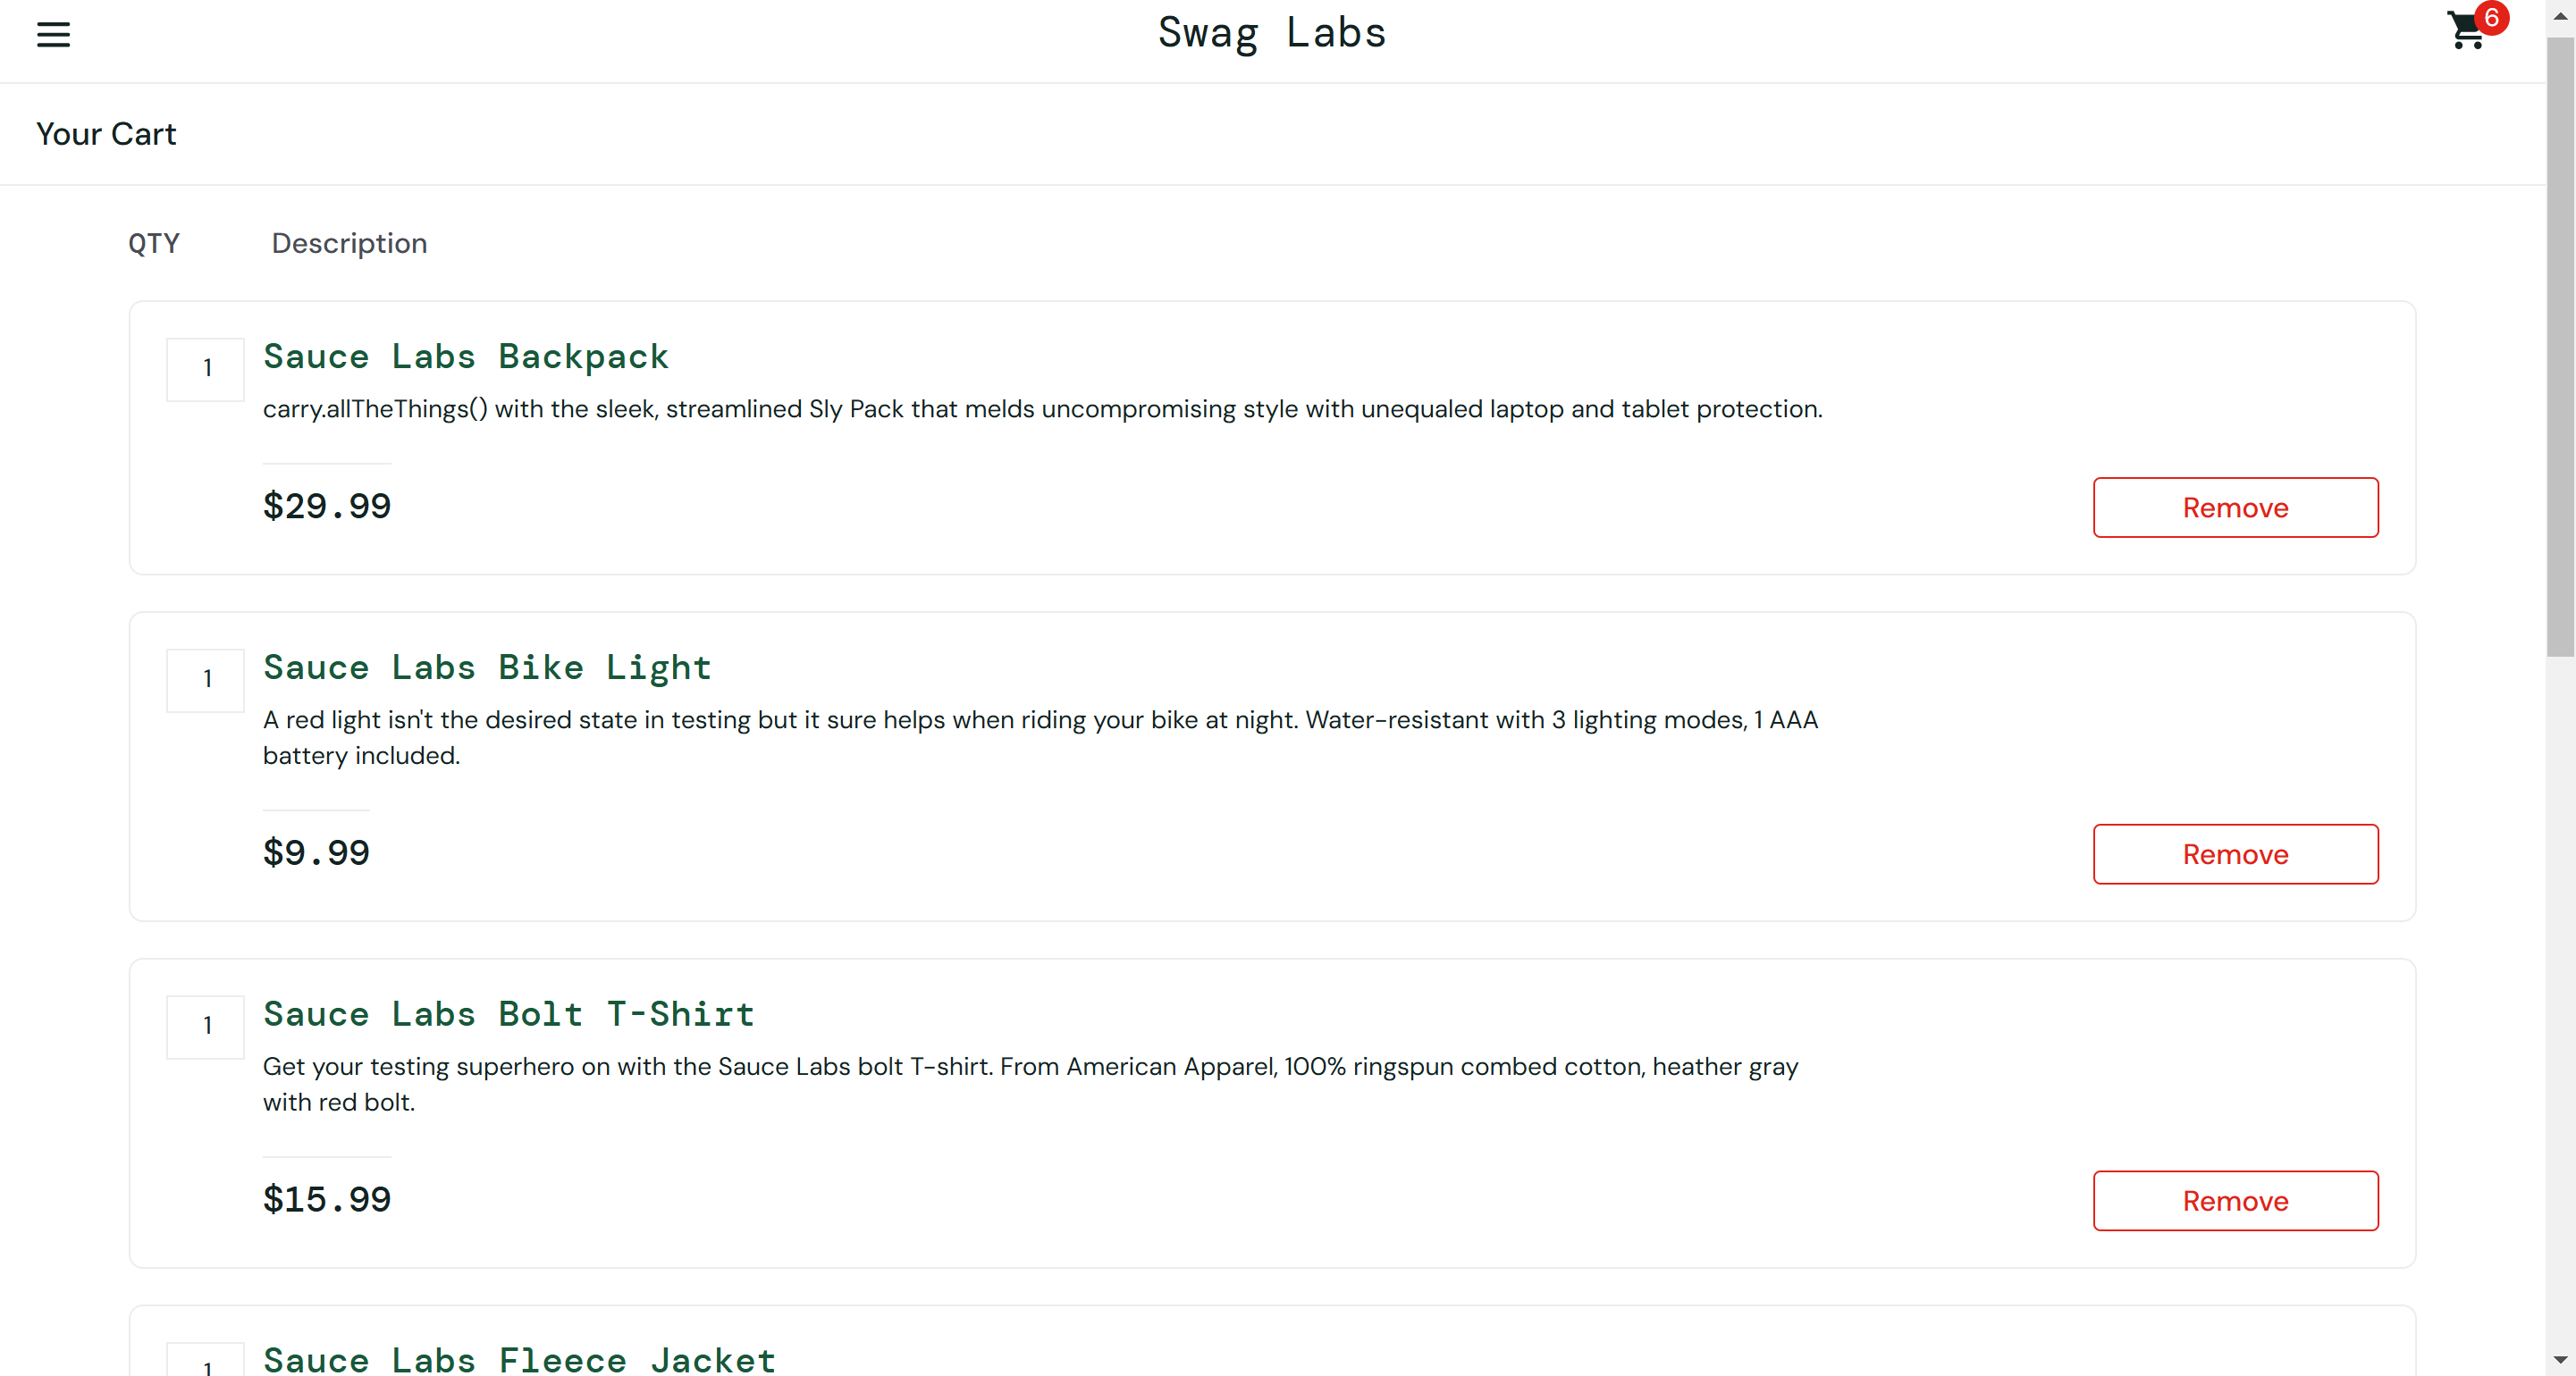 Swag Labs
6
Your Cart
QTY Description
1
Sauce Labs Backpack
carry.allTheThings() with the sleek, streamlined Sly Pack that melds uncompromising style with unequaled laptop and tablet protection.
$29.99
Remove
1
Sauce Labs Bike Light
A red light isn't the desired state in testing but it sure helps when riding your bike at night. Water-resistant with 3 lighting modes, 1 AAA
battery included.
$9.99
Remove
1
Sauce Labs Bolt T-Shirt
Get your testing superhero on with the Sauce Labs bolt T-shirt. From American Apparel, 100% ringspun combed cotton, heather gray
with red bolt.
$15.99
Remove
1
Sauce Labs Fleece Jacket